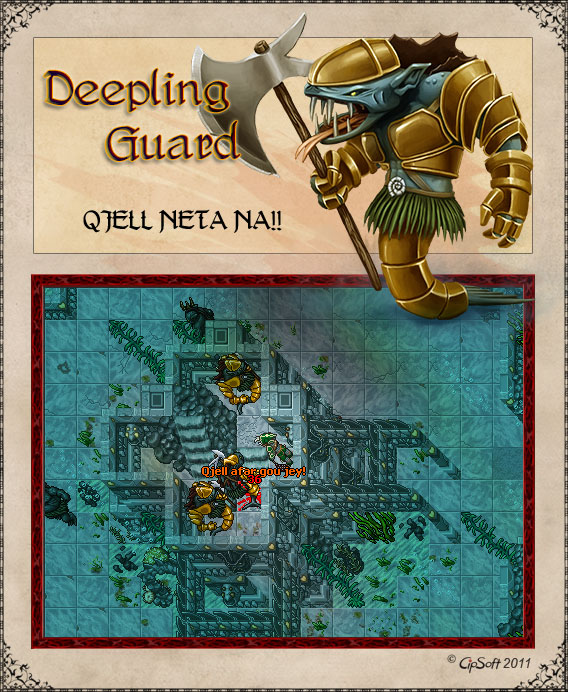 Deepling
Guard
QJELL NETA NA!!
Qjell afar gou jey!
© CipSoft 2011